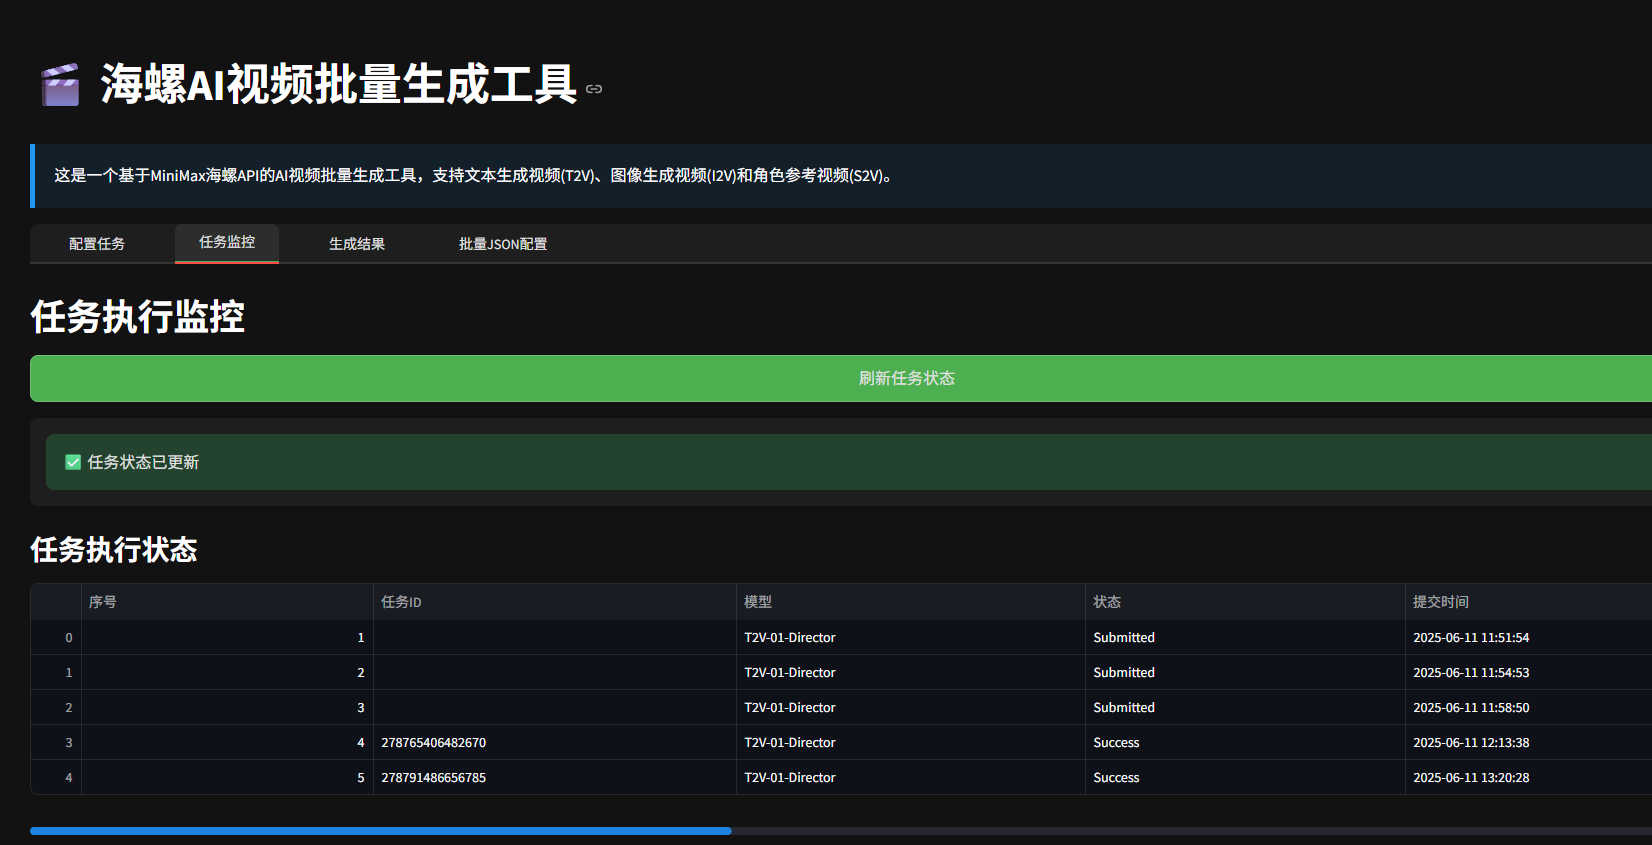 海螺AI视频批量生成工具
这是一个基于MiniMax海螺API的AI视频批量生成工具，支持文本生成视频(T2V)、图像生成视频(I2V)和角色参考视频(S2V)。
配置任务 任务监控 生成结果 批量JSON配置
任务执行监控
刷新任务状态
任务状态已更新
任务执行状态
序号 任务ID 模型 状态 提交时间
0 1 T2V-01-Director Submitted 2025-06-11 11:51:54
1 2 T2V-01-Director Submitted 2025-06-11 11:54:53
2 3 T2V-01-Director Submitted 2025-06-11 11:58:50
3 4 278765406482670 T2V-01-Director Success 2025-06-11 12:13:38
4 5 278791486656785 T2V-01-Director Success 2025-06-11 13:20:28